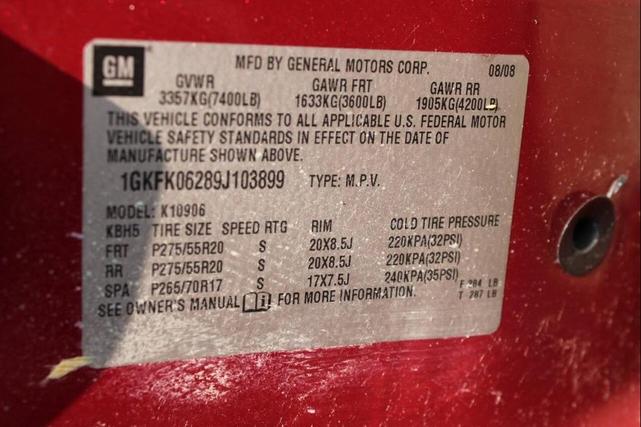 GM
MFD BY GENERAL MOTORS CORP. 08/08
GVWR GAWR FRT GAWR RR
3357KG(7400LB) 1633KG(3600LB) 1905KG(4200LB)
THIS VEHICLE CONFORMS TO ALL APPLICABLE U.S. FEDERAL MOTOR
VEHICLE SAFETY STANDARDS IN EFFECT ON THE DATE OF
MANUFACTURE SHOWN ABOVE.
1GKFK06289J103899 TYPE: M.P.V.
MODEL: K10906
KBH5 TIRE SIZE SPEED RTG RIM COLD TIRE PRESSURE
FRT P275/55R20 S 20X8.5J 220KPA(32PSI)
RR P275/55R20 S 20X8.5J 220KPA(32PSI)
SPA P265/70R17 S 17X7.5J 240KPA(35PSI)
SEE OWNER'S MANUAL i FOR MORE INFORMATION.
F 284 LB
T 287 LB